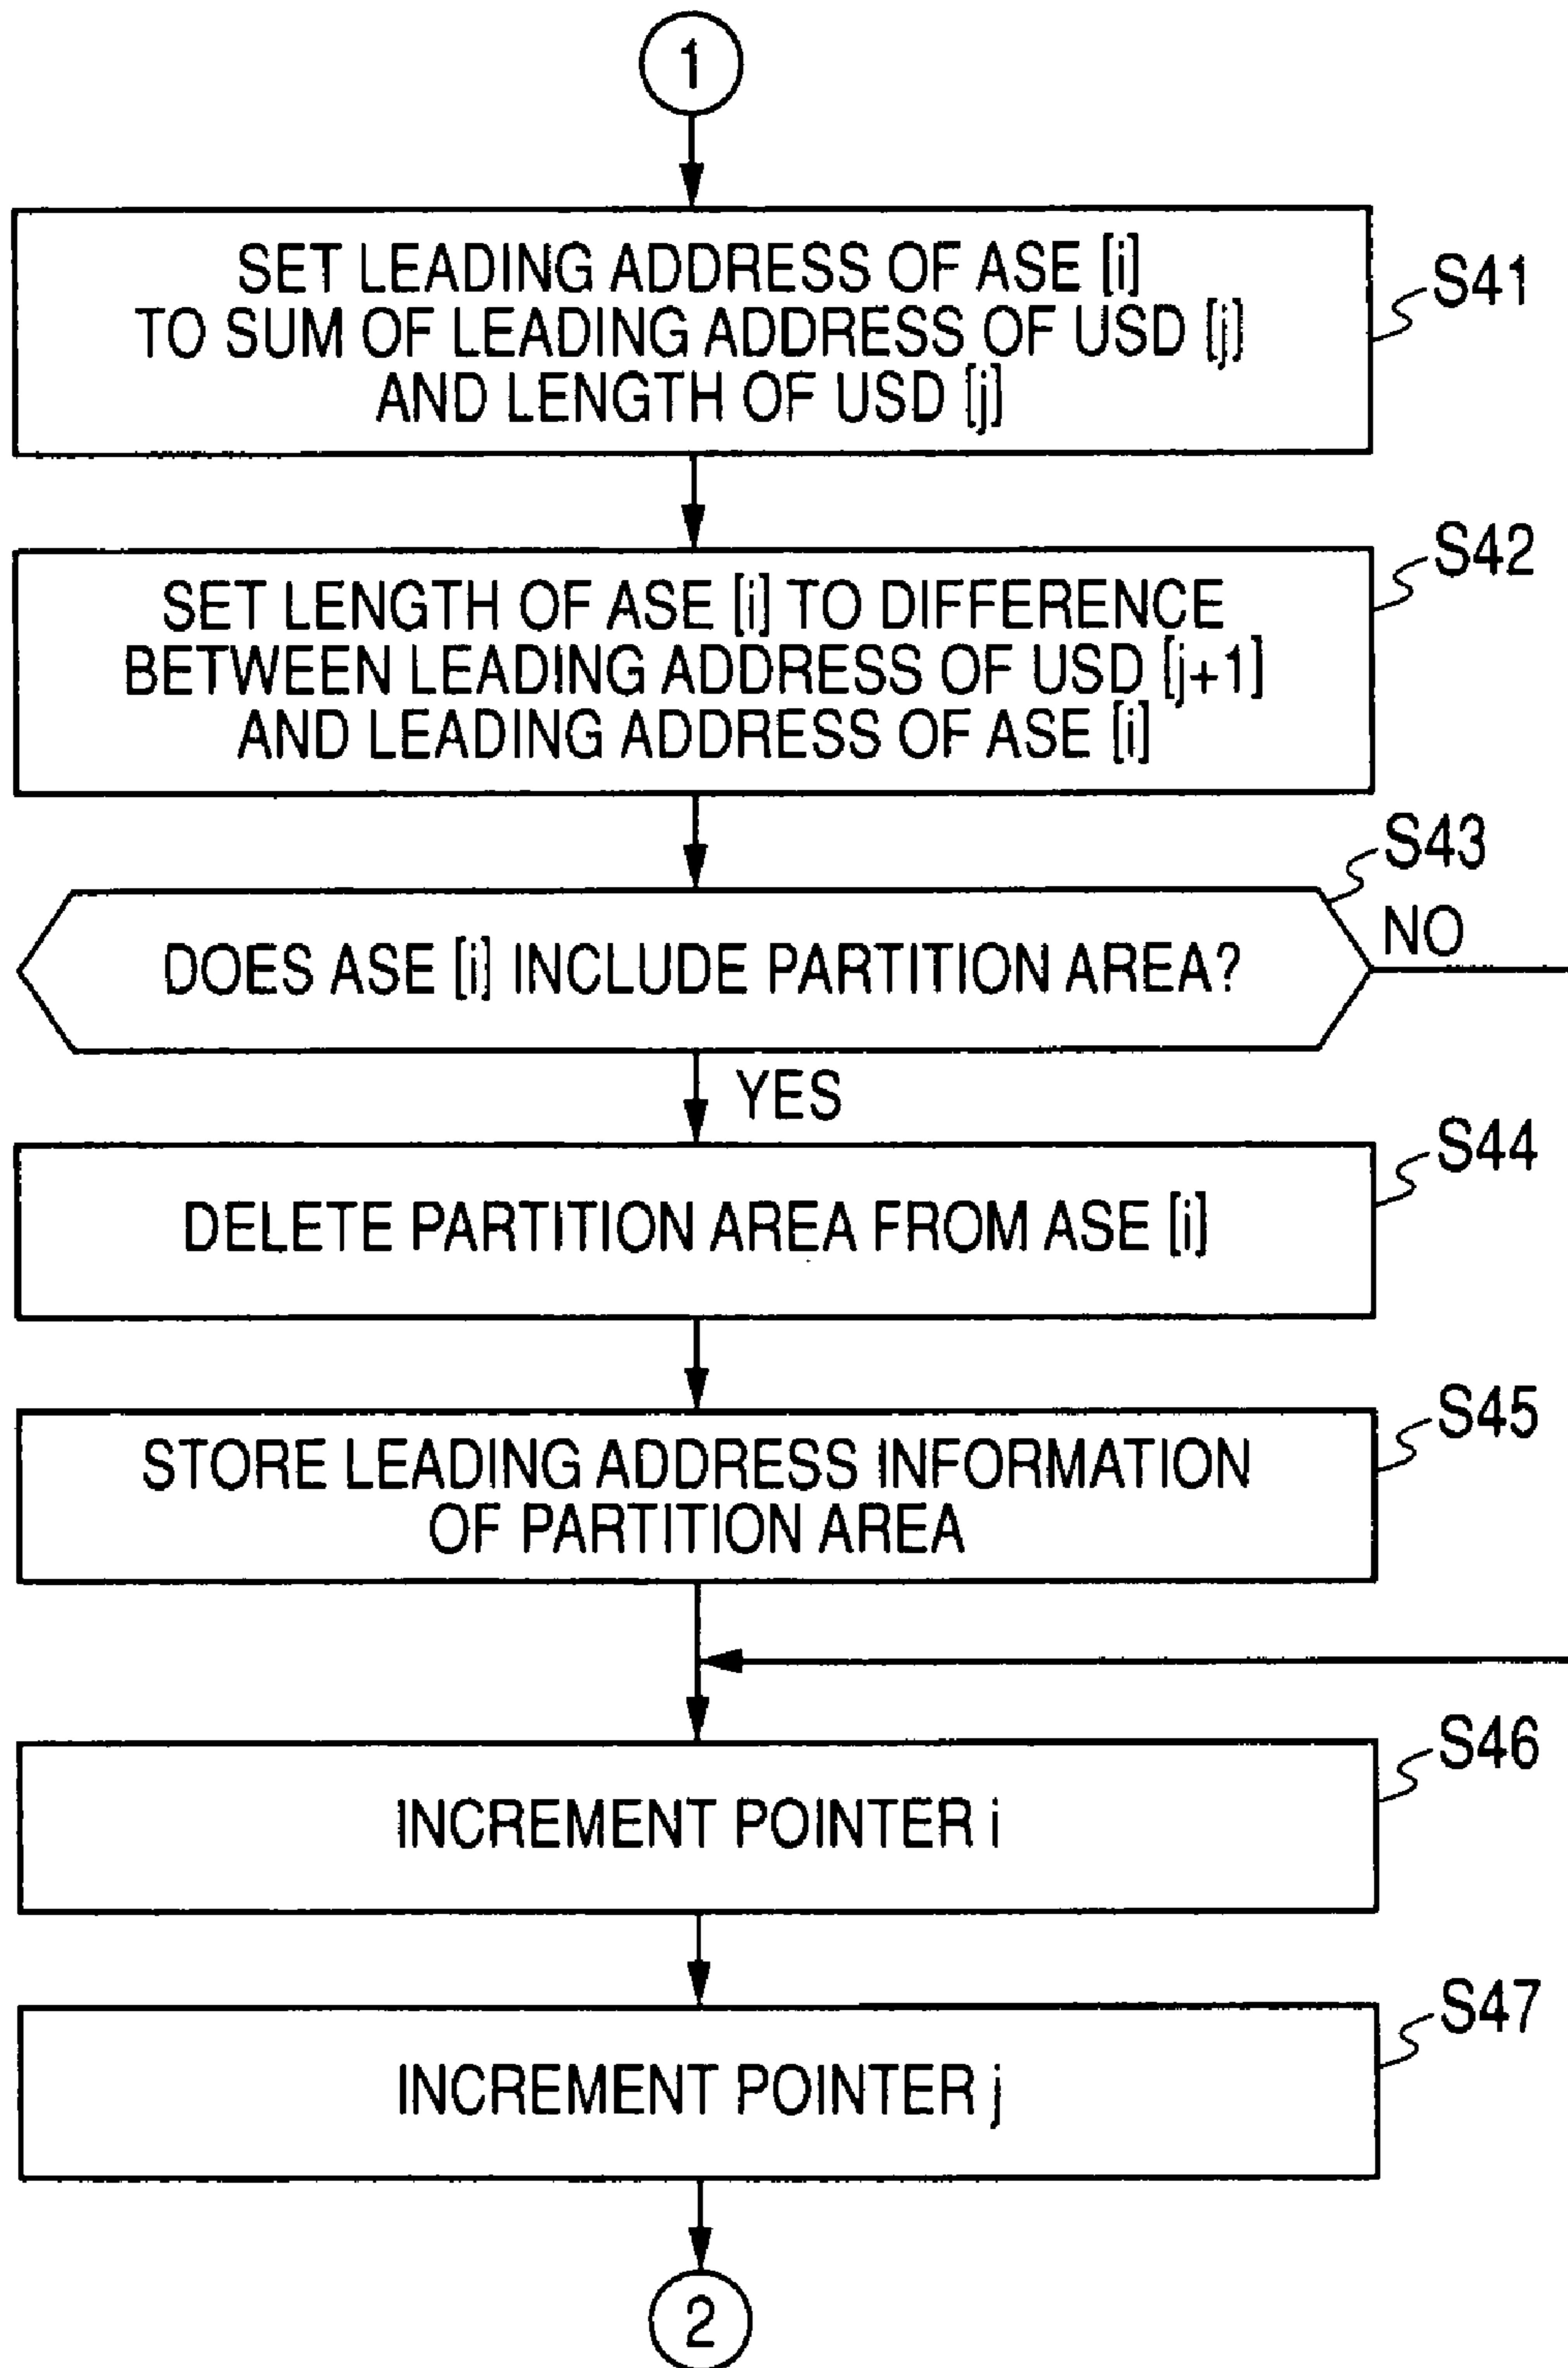 1
SET LEADING ADDRESS OF ASE [i]
TO SUM OF LEADING ADDRESS OF USD [j]
AND LENGTH OF USD [j]
S41
SET LENGTH OF ASE [i] TO DIFFERENCE
BETWEEN LEADING ADDRESS OF USD [j+1]
AND LEADING ADDRESS OF ASE [i]
S42
DOES ASE [i] INCLUDE PARTITION AREA?
S43
NO
YES
DELETE PARTITION AREA FROM ASE [i]
S44
STORE LEADING ADDRESS INFORMATION
OF PARTITION AREA
S45
INCREMENT POINTER i
S46
INCREMENT POINTER j
S47
2